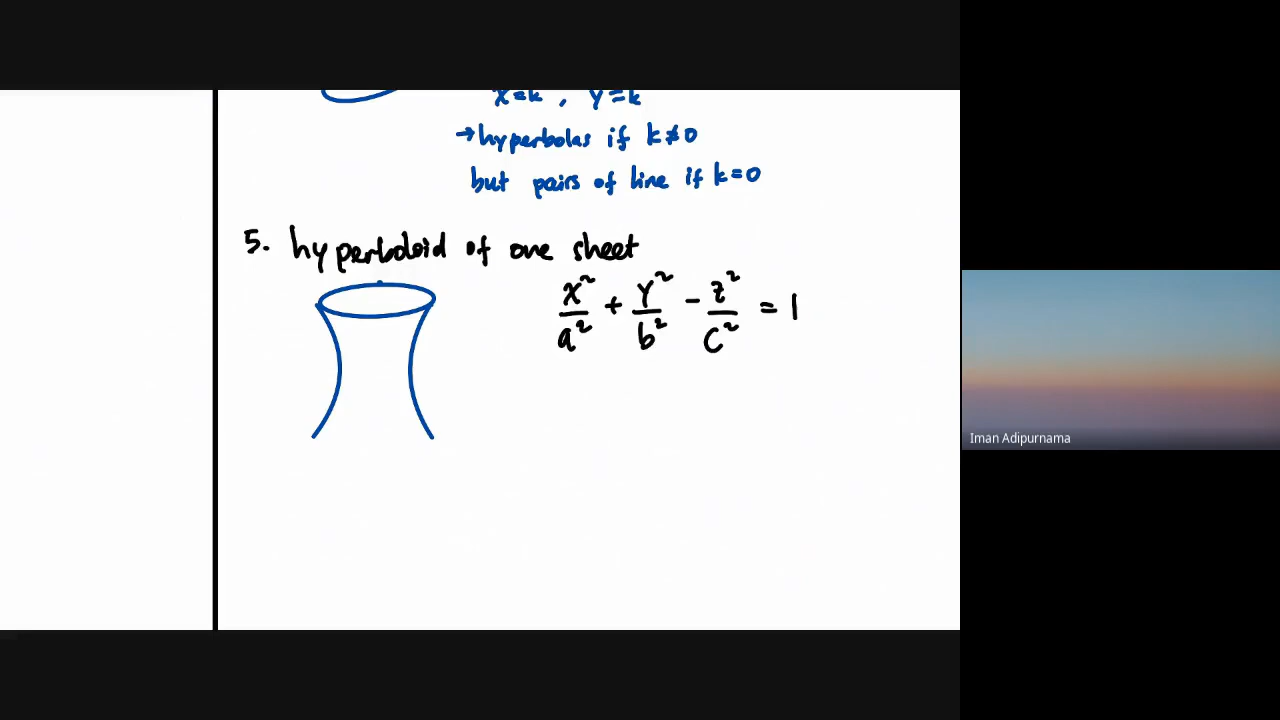 x=k , y=k
→hyperbolas if k≠0
but pairs of line if k=0
5. hyperboloid of one sheet
x²/a² + y²/b² - z²/c² = 1
Iman Adipurnama